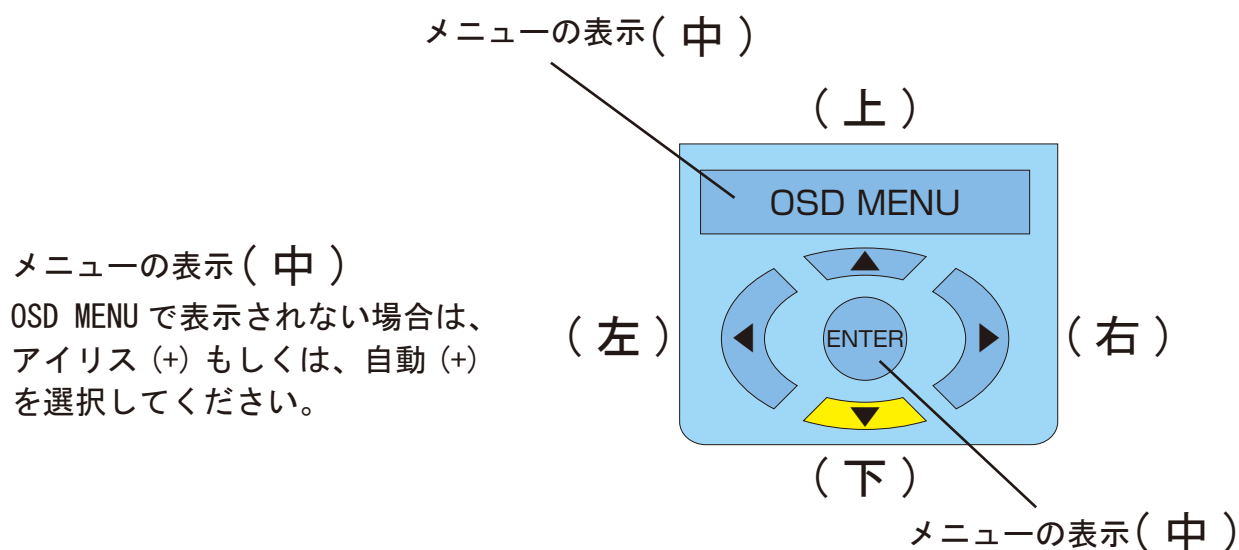 メニューの表示( 中 )
( 上 )
OSD MENU
メニューの表示( 中 )
OSD MENU で表示されない場合は、
アイリス (+) もしくは、自動 (+)
を選択してください。
( 左 )
ENTER
( 右 )
( 下 )
メニューの表示( 中 )